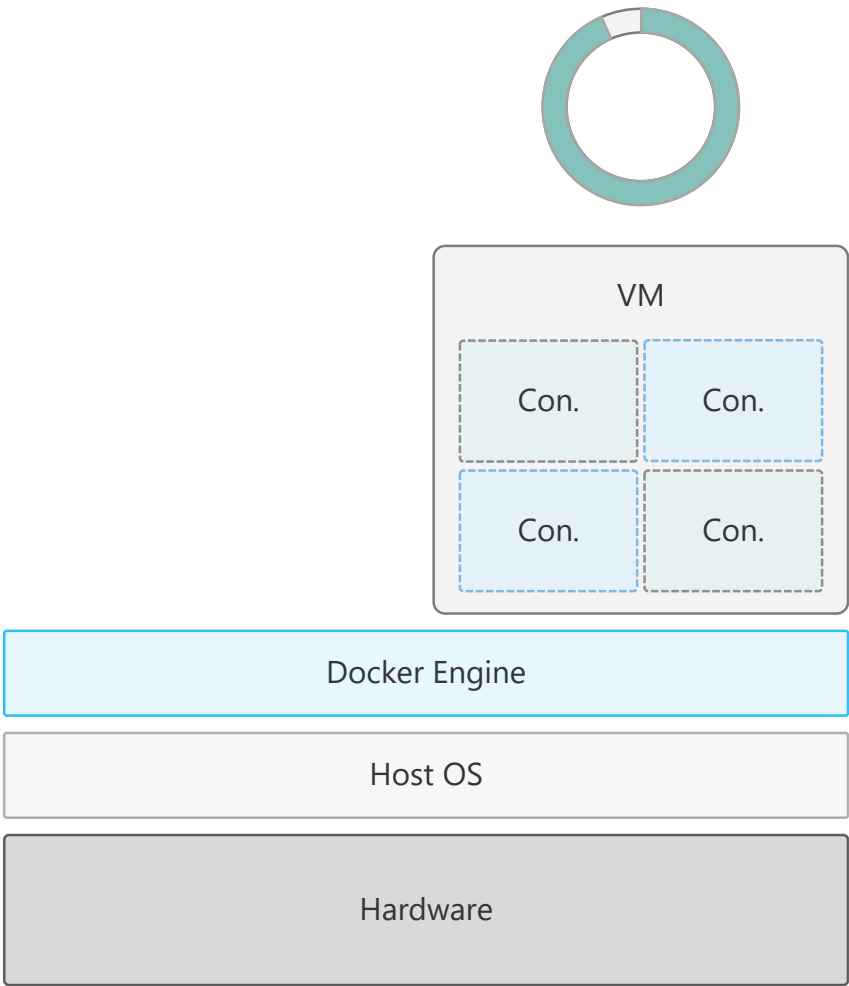 VM
Con.
Con.
Con.
Con.
Docker Engine
Host OS
Hardware